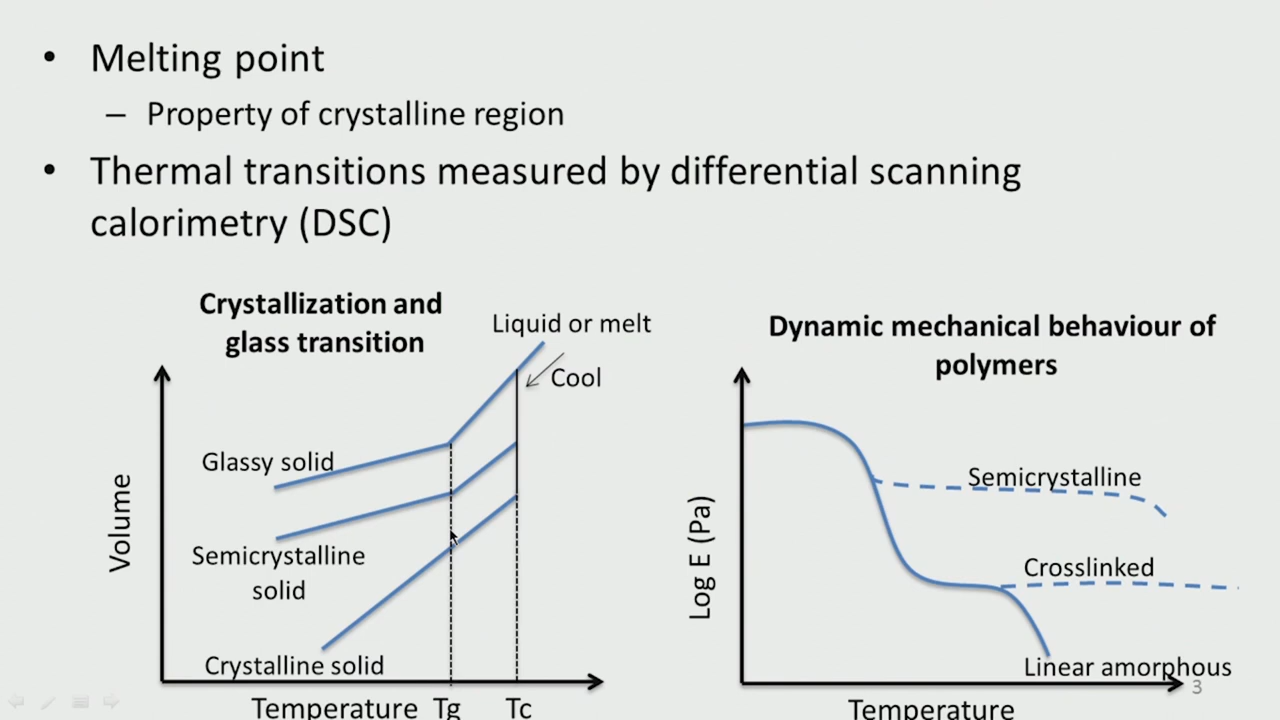 • Melting point
– Property of crystalline region
• Thermal transitions measured by differential scanning
calorimetry (DSC)
Crystallization and
glass transition
Liquid or melt
Cool
Glassy solid
Volume
Semicrystalline
solid
Crystalline solid
Temperature Tg Tc
Dynamic mechanical behaviour of
polymers
Semicrystalline
Log E (Pa)
Crosslinked
Linear amorphous
Temperature
3